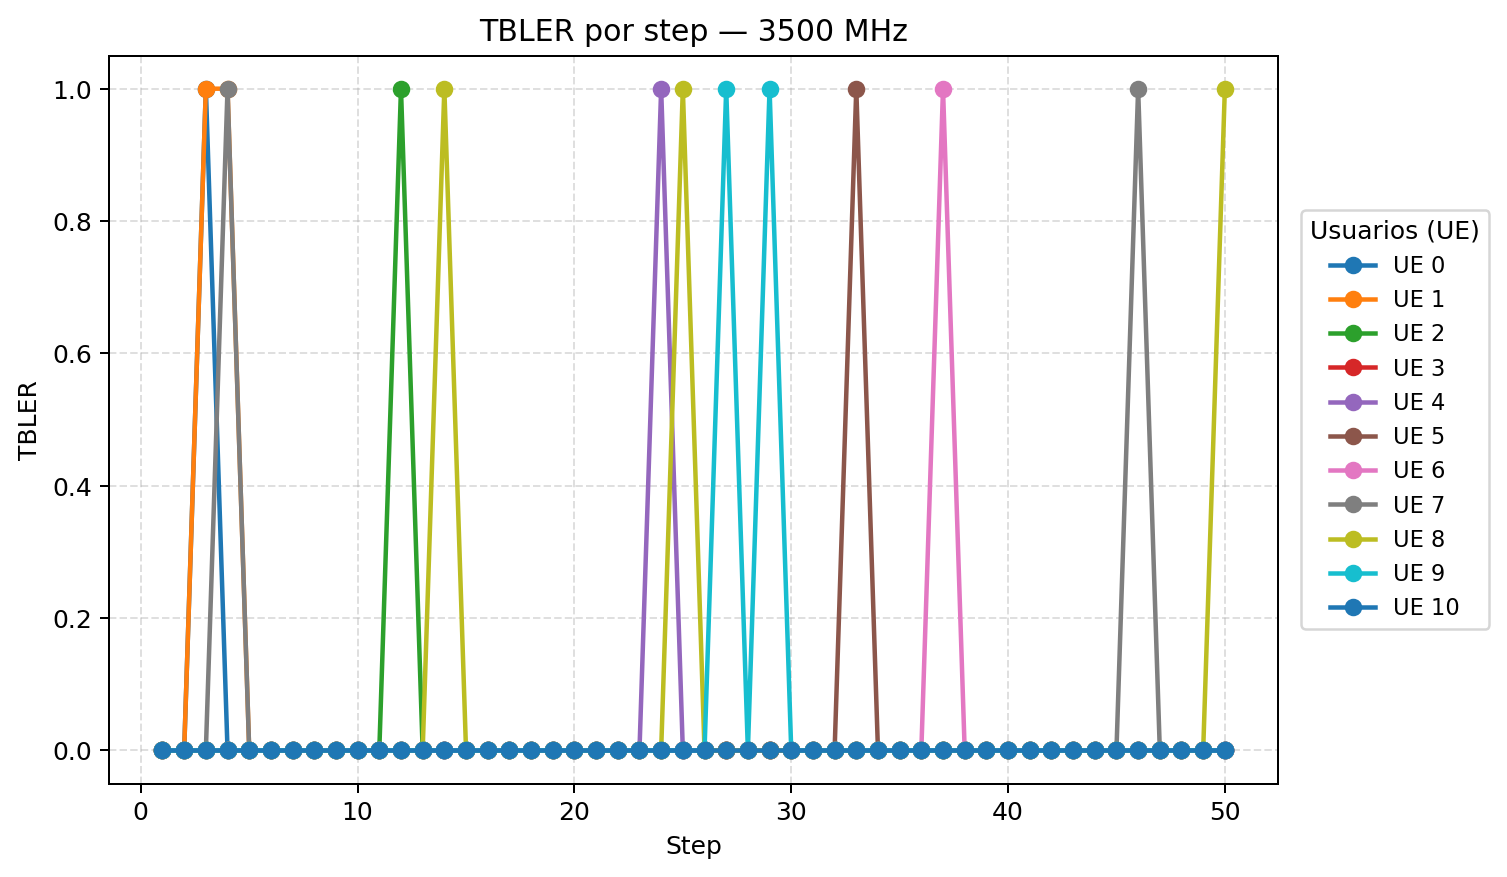 TBLER por step — 3500 MHz
1.0
0.8
0.6
0.4
0.2
0.0
TBLER
0 10 20 30 40 50
Step
Usuarios (UE)
UE 0
UE 1
UE 2
UE 3
UE 4
UE 5
UE 6
UE 7
UE 8
UE 9
UE 10